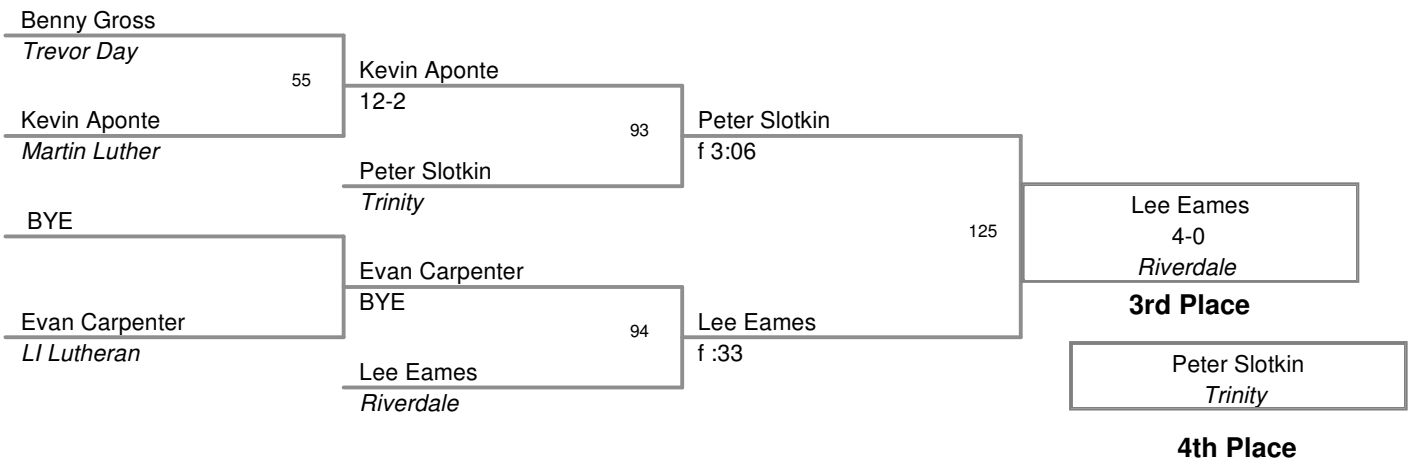 Benny Gross
Trevor Day
55
Kevin Aponte
12-2
Kevin Aponte
Martin Luther
93
Peter Slotkin
f 3:06
Peter Slotkin
Trinity
BYE
125
Lee Eames
4-0
Riverdale
3rd Place
Evan Carpenter
BYE
Evan Carpenter
LI Lutheran
94
Lee Eames
f :33
Lee Eames
Riverdale
Peter Slotkin
Trinity
4th Place